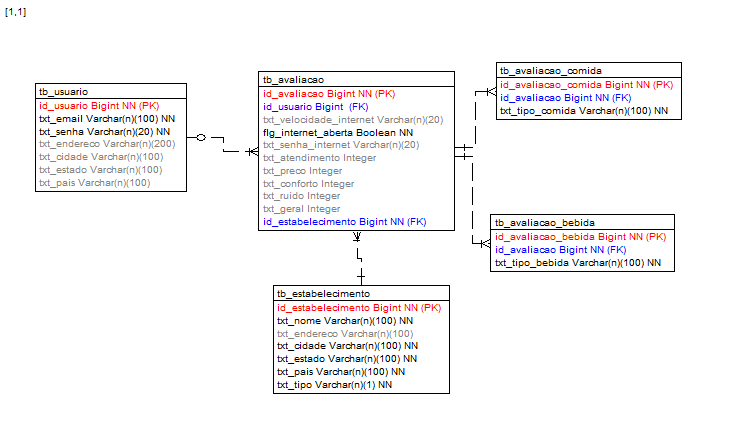 [1,1]
tb_usuario
id_usuario Bigint NN (PK)
txt_email Varchar(n)(100) NN
txt_senha Varchar(n)(20) NN
txt_endereco Varchar(n)(200)
txt_cidade Varchar(n)(100)
txt_estado Varchar(n)(100)
txt_pais Varchar(n)(100)
tb_avaliacao
id_avaliacao Bigint NN (PK)
id_usuario Bigint (FK)
txt_velocidade_internet Varchar(n)(20)
flg_internet_aberta Boolean NN
txt_senha_internet Varchar(n)(20)
txt_atendimento Integer
txt_preco Integer
txt_conforto Integer
txt_ruido Integer
txt_geral Integer
id_estabelecimento Bigint NN (FK)
tb_avaliacao_comida
id_avaliacao_comida Bigint NN (PK)
id_avaliacao Bigint NN (FK)
txt_tipo_comida Varchar(n)(100) NN
tb_avaliacao_bebida
id_avaliacao_bebida Bigint NN (PK)
id_avaliacao Bigint NN (FK)
txt_tipo_bebida Varchar(n)(100) NN
tb_estabelecimento
id_estabelecimento Bigint NN (PK)
txt_nome Varchar(n)(100) NN
txt_endereco Varchar(n)(100)
txt_cidade Varchar(n)(100) NN
txt_estado Varchar(n)(100) NN
txt_pais Varchar(n)(100) NN
txt_tipo Varchar(n)(1) NN